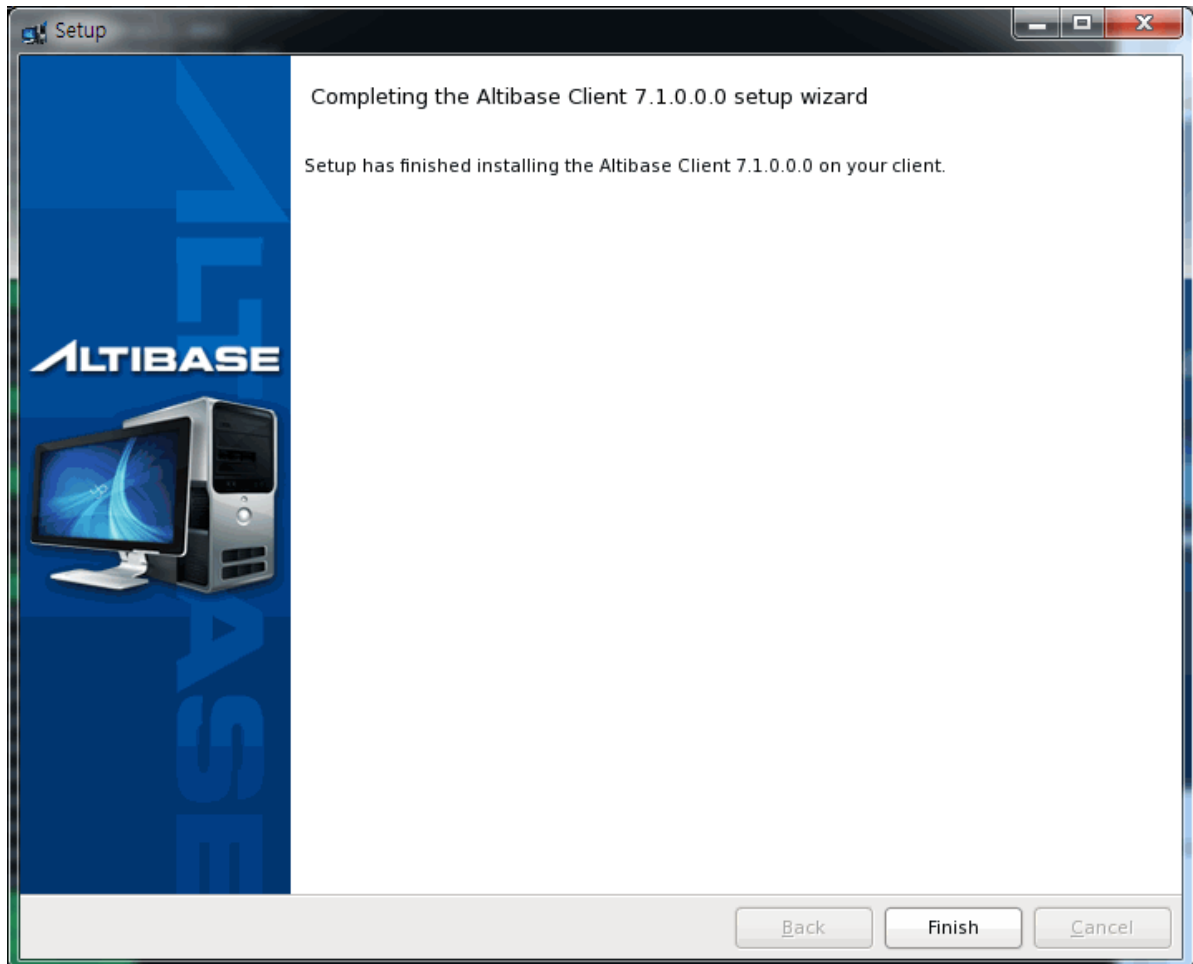 Setup
Completing the Altibase Client 7.1.0.0.0 setup wizard
Setup has finished installing the Altibase Client 7.1.0.0.0 on your client.
ALTIBASE
ALTIBASE
Back
Finish
Cancel